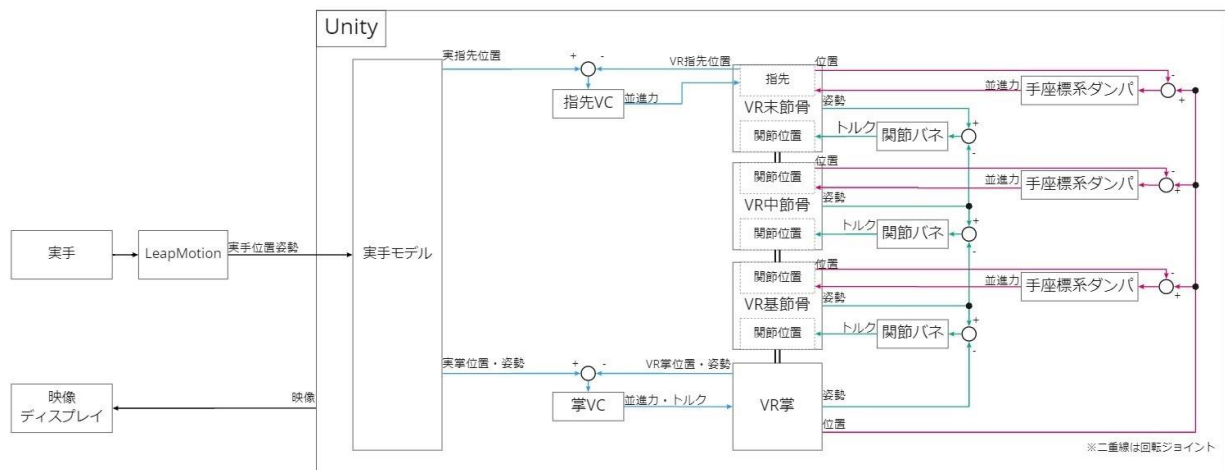 Unity
実指先位置
+
-
VR指先位置
指先VC
並進力
指先
VR末節骨
関節位置
位置
並進力
手座標系ダンパ
-
+
姿勢
トルク
関節バネ
+
-
関節位置
VR中節骨
関節位置
位置
並進力
手座標系ダンパ
-
+
姿勢
トルク
関節バネ
+
-
関節位置
VR基節骨
関節位置
位置
並進力
手座標系ダンパ
-
+
姿勢
トルク
関節バネ
+
-
実手
LeapMotion
実手位置姿勢
実手モデル
実掌位置・姿勢
+
-
VR掌位置・姿勢
掌VC
並進力・トルク
VR掌
姿勢
位置
映像
ディスプレイ
映像
※二重線は回転ジョイント